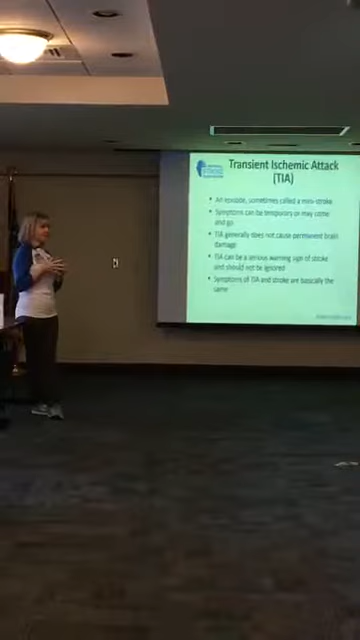 Transient Ischemic Attack
(TIA)
• An episode, sometimes called a mini-stroke
• Symptoms can be temporary or may come
and go
• TIA generally does not cause permanent brain
damage
• TIA can be a serious warning sign of stroke
and should not be ignored
• Symptoms of TIA and stroke are basically the
same